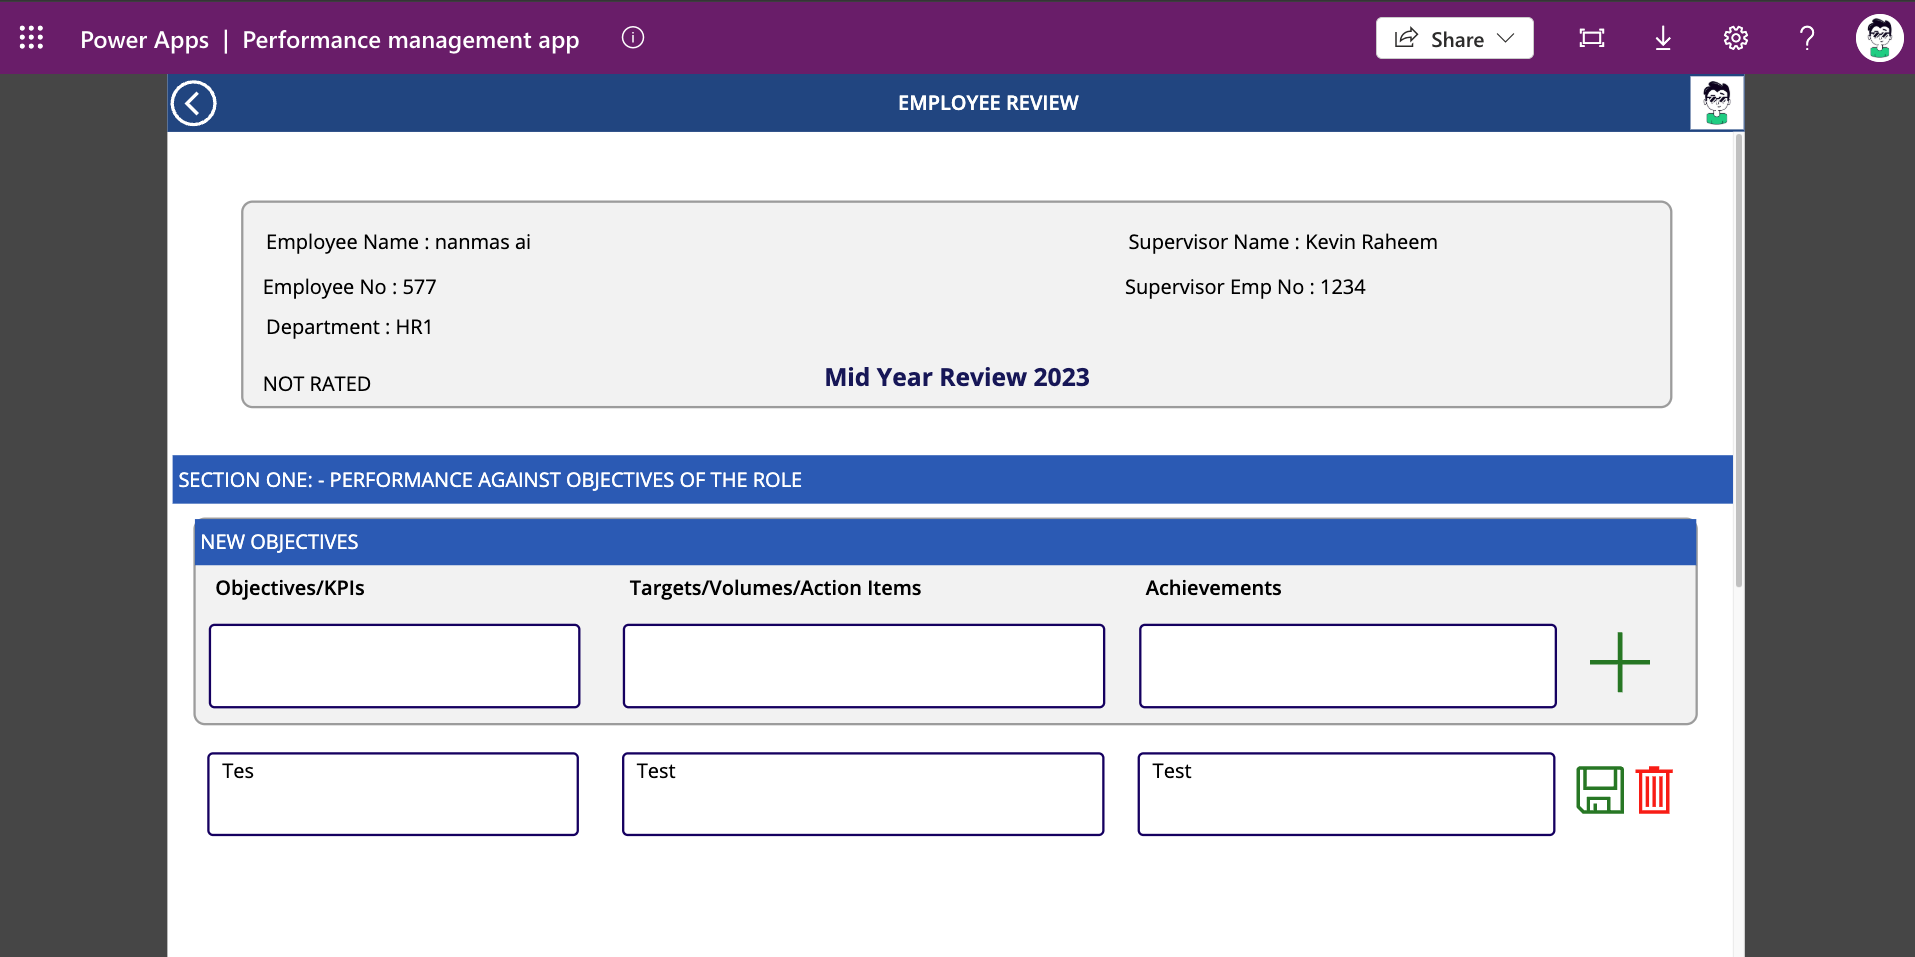 Power Apps | Performance management app
Share
EMPLOYEE REVIEW
Employee Name : nanmas ai
Supervisor Name : Kevin Raheem
Employee No : 577
Supervisor Emp No : 1234
Department : HR1
NOT RATED
Mid Year Review 2023
SECTION ONE: - PERFORMANCE AGAINST OBJECTIVES OF THE ROLE
NEW OBJECTIVES
Objectives/KPIs
Targets/Volumes/Action Items
Achievements
Tes
Test
Test